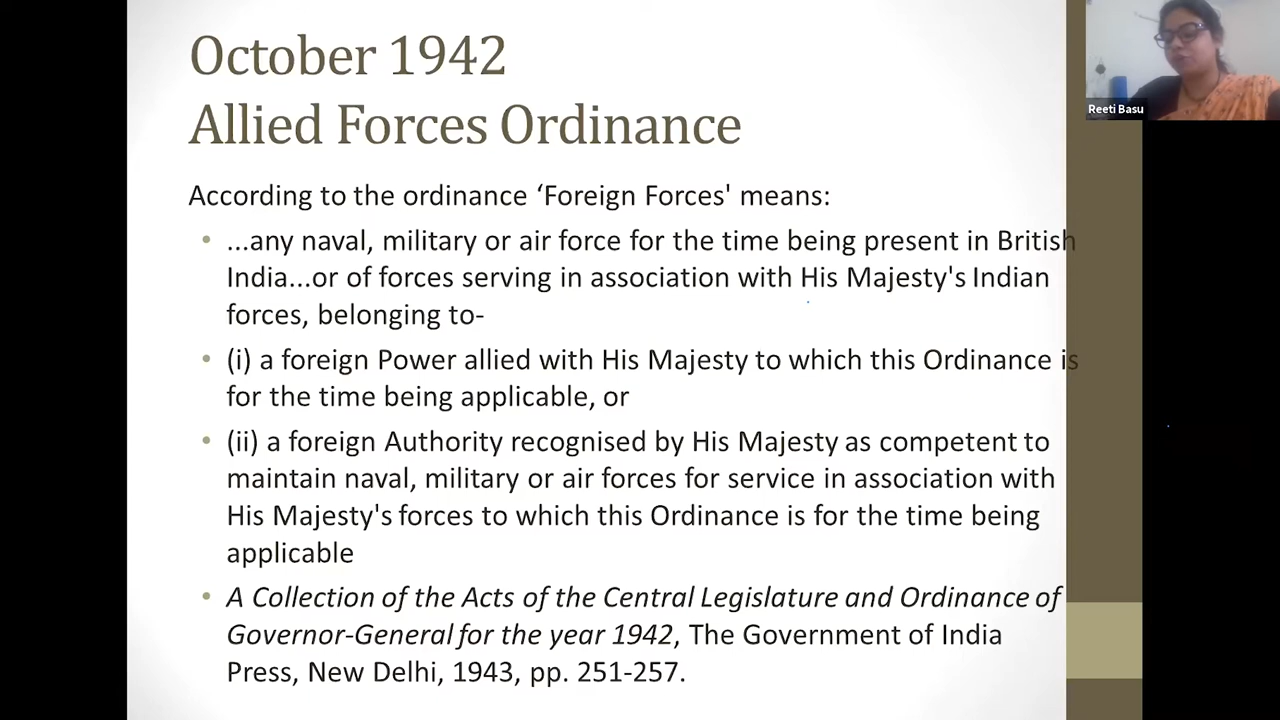 October 1942
Allied Forces Ordinance
Reeti Basu
According to the ordinance ‘Foreign Forces' means:
• ...any naval, military or air force for the time being present in British
India...or of forces serving in association with His Majesty's Indian
forces, belonging to-
• (i) a foreign Power allied with His Majesty to which this Ordinance is
for the time being applicable, or
• (ii) a foreign Authority recognised by His Majesty as competent to
maintain naval, military or air forces for service in association with
His Majesty's forces to which this Ordinance is for the time being
applicable
• A Collection of the Acts of the Central Legislature and Ordinance of
Governor-General for the year 1942, The Government of India
Press, New Delhi, 1943, pp. 251-257.